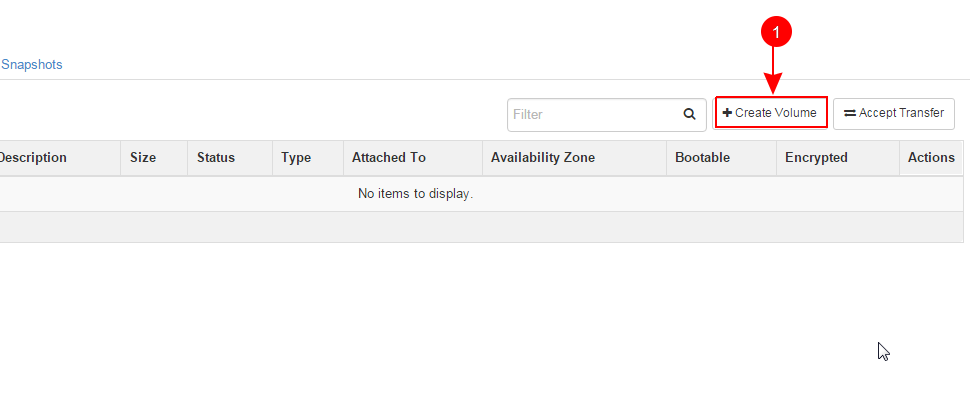 1
Snapshots
Filter
Create Volume
Accept Transfer
Description Size Status Type Attached To Availability Zone Bootable Encrypted Actions
No items to display.